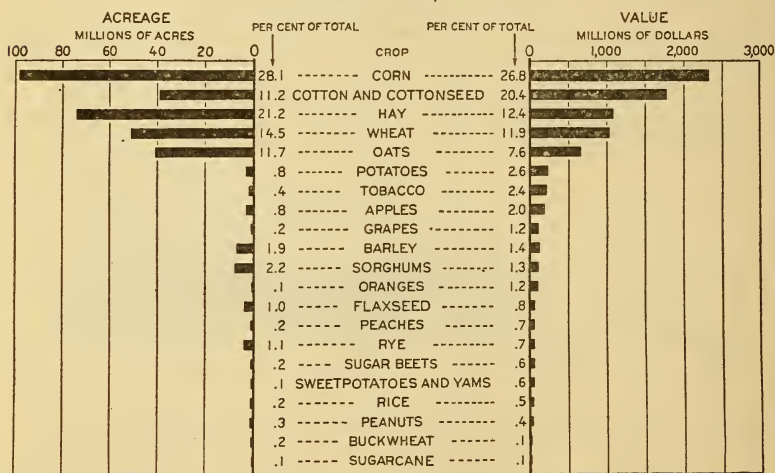 ACREAGE
MILLIONS OF ACRES
PER CENT OF TOTAL
PER CENT OF TOTAL
VALUE
MILLIONS OF DOLLARS
100 80 60 40 20 0
CROP
0 1,000 2,000 3,000
28.1 CORN 26.8
11.2 COTTON AND COTTONSEED 20.4
21.2 HAY 12.4
14.5 WHEAT 11.9
11.7 OATS 7.6
.8 POTATOES 2.6
.4 TOBACCO 2.4
.8 APPLES 2.0
.2 GRAPES 1.2
1.9 BARLEY 1.4
2.2 SORGHUMS 1.3
.1 ORANGES 1.2
1.0 FLAXSEED .8
.2 PEACHES .7
1.1 RYE .7
.2 SUGAR BEETS .6
.1 SWEETPOTATOES AND YAMS .6
.2 RICE .5
.3 PEANUTS .4
.2 BUCKWHEAT .1
.1 SUGARCANE .1